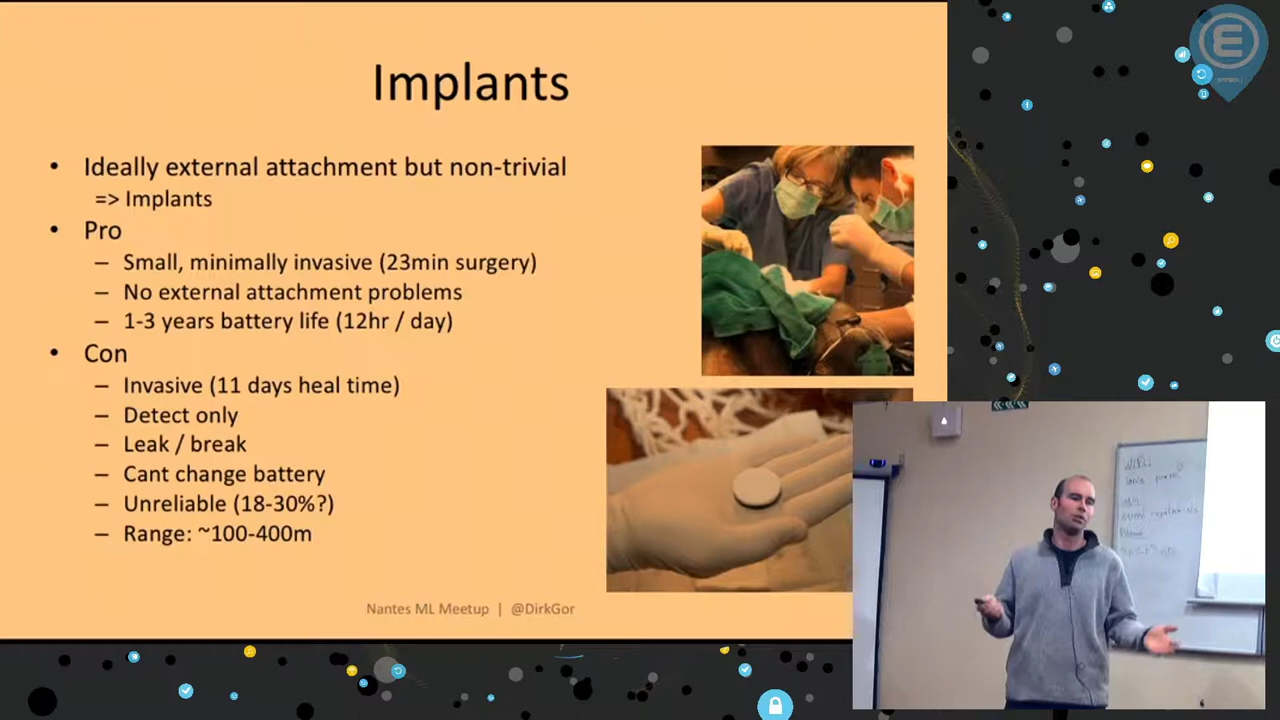 Implants
• Ideally external attachment but non-trivial
=> Implants
• Pro
– Small, minimally invasive (23min surgery)
– No external attachment problems
– 1-3 years battery life (12hr / day)
• Con
– Invasive (11 days heal time)
– Detect only
– Leak / break
– Cant change battery
– Unreliable (18-30%?)
– Range: ~100-400m
Nantes ML Meetup | @DirkGor